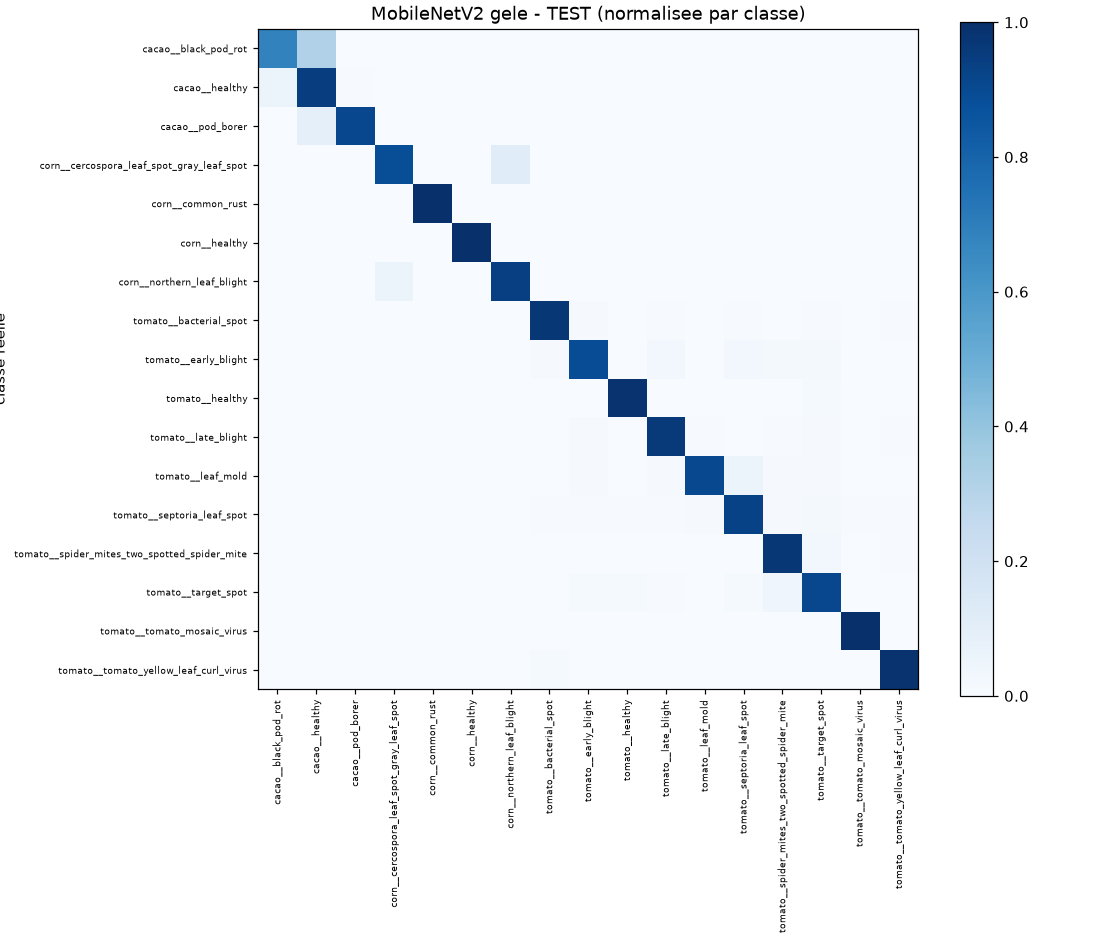 MobileNetV2 gele - TEST (normalisee par classe)
cacao__black_pod_rot
cacao__healthy
cacao__pod_borer
corn__cercospora_leaf_spot_gray_leaf_spot
corn__common_rust
corn__healthy
corn__northern_leaf_blight
tomato__bacterial_spot
tomato__early_blight
tomato__healthy
tomato__late_blight
tomato__leaf_mold
tomato__septoria_leaf_spot
tomato__spider_mites_two_spotted_spider_mite
tomato__target_spot
tomato__tomato_mosaic_virus
tomato__tomato_yellow_leaf_curl_virus
cacao__black_pod_rot
cacao__healthy
cacao__pod_borer
corn__cercospora_leaf_spot_gray_leaf_spot
corn__common_rust
corn__healthy
corn__northern_leaf_blight
tomato__bacterial_spot
tomato__early_blight
tomato__healthy
tomato__late_blight
tomato__leaf_mold
tomato__septoria_leaf_spot
tomato__spider_mites_two_spotted_spider_mite
tomato__target_spot
tomato__tomato_mosaic_virus
tomato__tomato_yellow_leaf_curl_virus
1.0
0.8
0.6
0.4
0.2
0.0